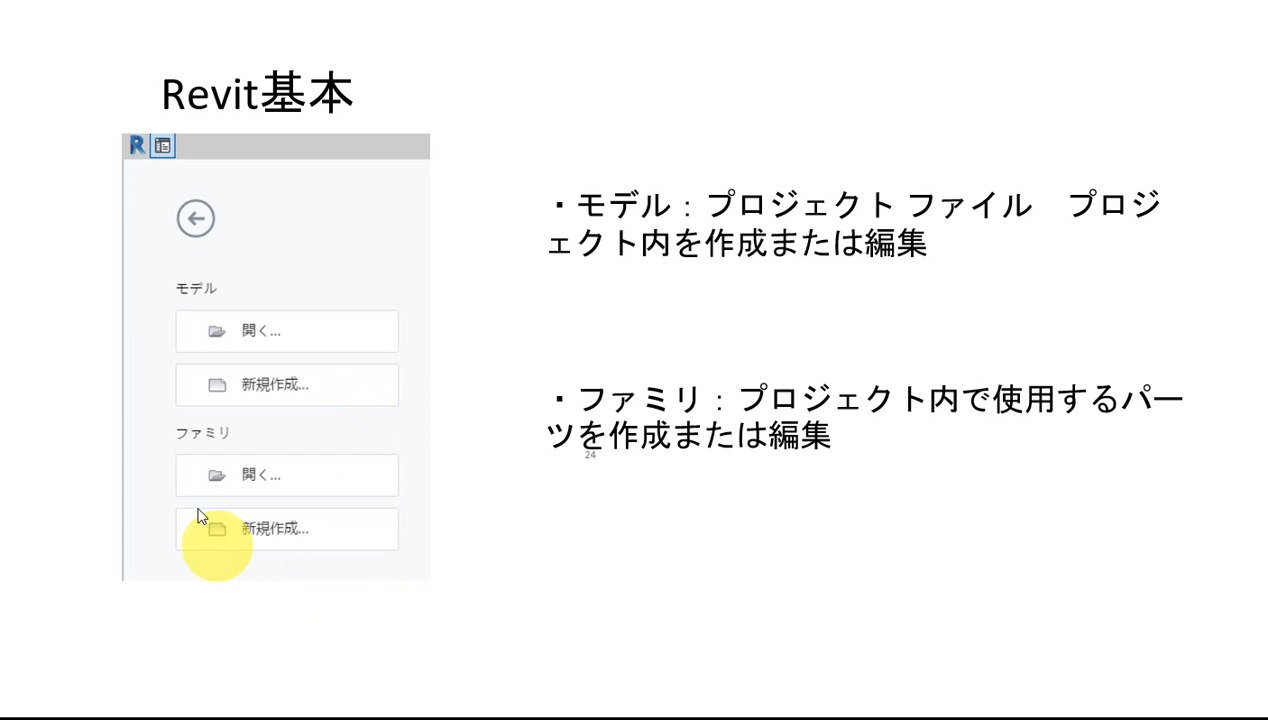 Revit基本
R
モデル
開く...
新規作成...
ファミリ
開く...
新規作成...
・モデル：プロジェクト ファイル　プロジ
ェクト内を作成または編集
・ファミリ：プロジェクト内で使用するパー
ツを作成または編集
24